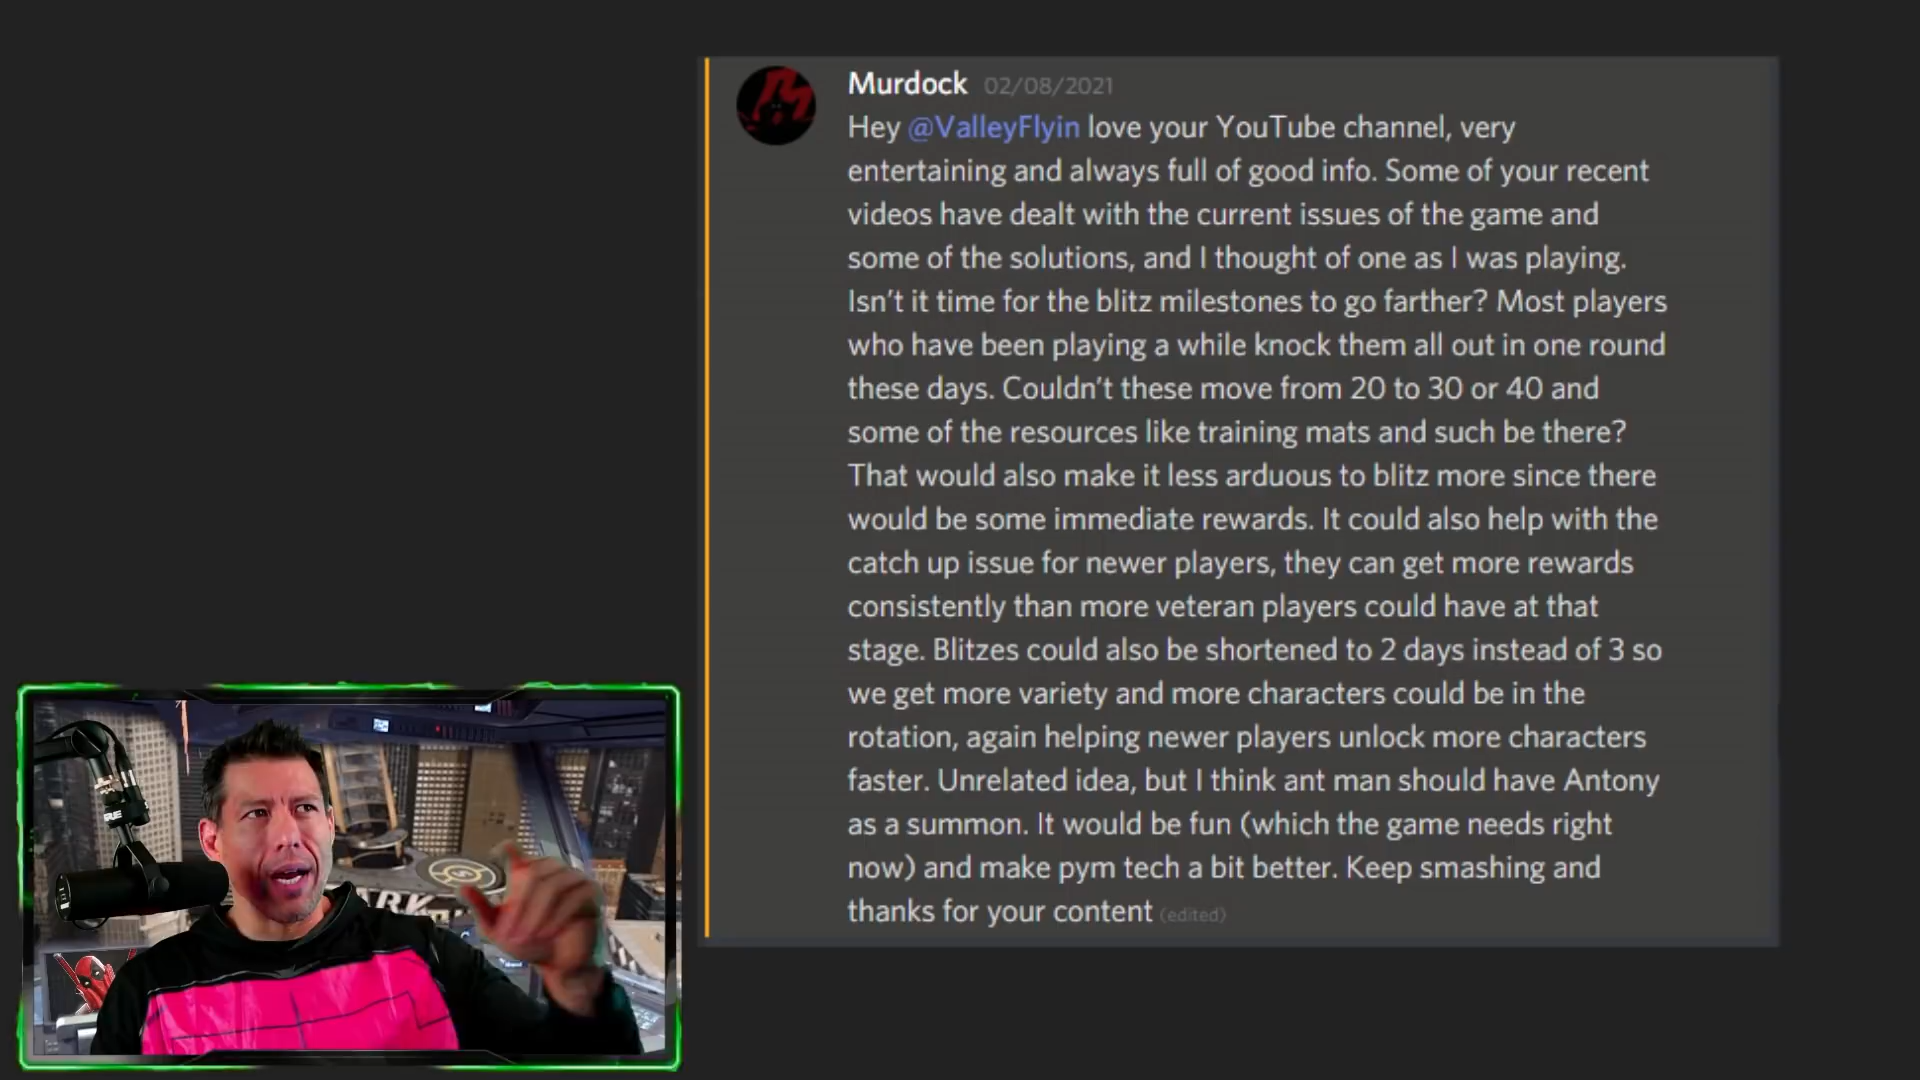 Murdock 02/08/2021
Hey @ValleyFlyin love your YouTube channel, very
entertaining and always full of good info. Some of your recent
videos have dealt with the current issues of the game and
some of the solutions, and I thought of one as I was playing.
Isn't it time for the blitz milestones to go farther? Most players
who have been playing a while knock them all out in one round
these days. Couldn't these move from 20 to 30 or 40 and
some of the resources like training mats and such be there?
That would also make it less arduous to blitz more since there
would be some immediate rewards. It could also help with the
catch up issue for newer players, they can get more rewards
consistently than more veteran players could have at that
stage. Blitzes could also be shortened to 2 days instead of 3 so
we get more variety and more characters could be in the
rotation, again helping newer players unlock more characters
faster. Unrelated idea, but I think ant man should have Antony
as a summon. It would be fun (which the game needs right
now) and make pym tech a bit better. Keep smashing and
thanks for your content (edited)